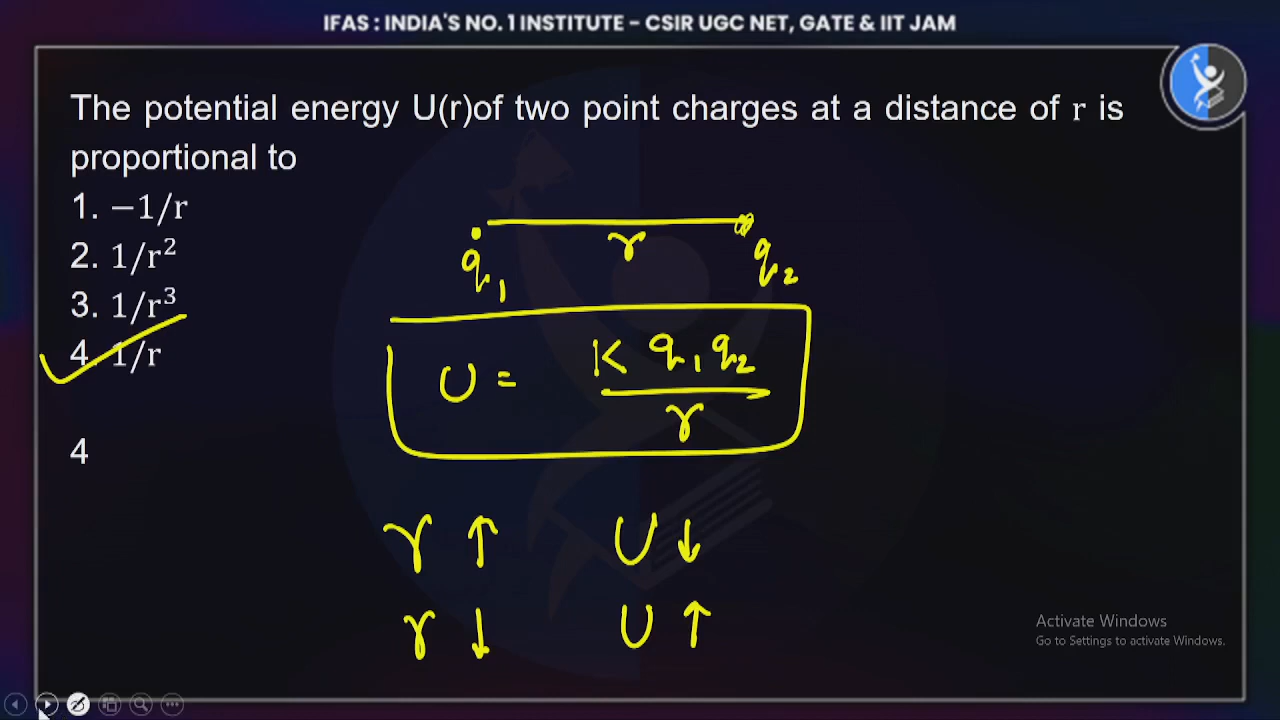 IFAS : INDIA'S NO. 1 INSTITUTE - CSIR UGC NET, GATE & IIT JAM
The potential energy U(r)of two point charges at a distance of r is
proportional to
1. −1/r
2. 1/r²
3. 1/r³
4. 1/r
4
r
q₁ q₂
U = K q₁ q₂ / r
r ↑ U ↓
r ↓ U ↑
Activate Windows
Go to Settings to activate Windows.